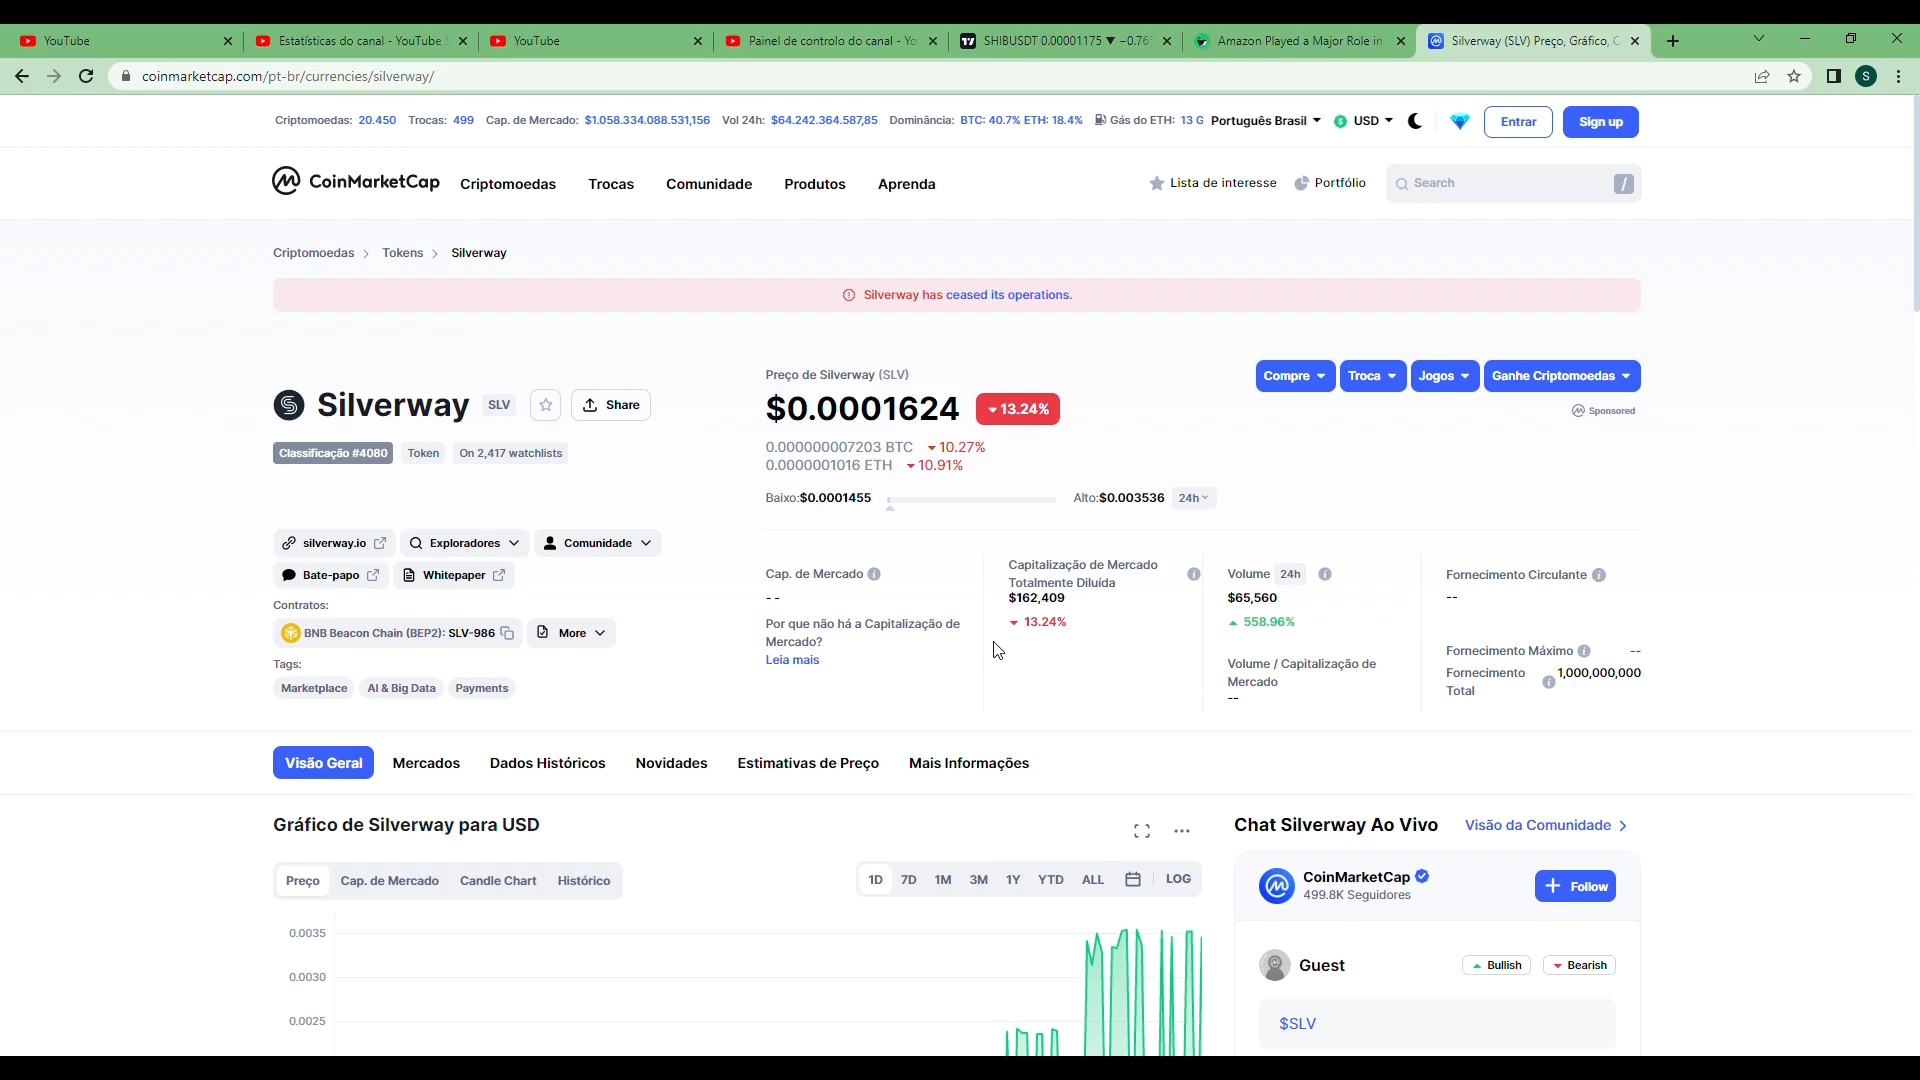 YouTube
Estatísticas do canal - YouTube
YouTube
Painel de controlo do canal - Yo
SHIBUSDT 0.00001175 ▼ −0.76
Amazon Played a Major Role in
Silverway (SLV) Preço, Gráfico, C
coinmarketcap.com/pt-br/currencies/silverway/
S
Criptomoedas: 20.450 Trocas: 499 Cap. de Mercado: $1.058.334.088.531,156 Vol 24h: $64.242.364.587,85 Dominância: BTC: 40.7% ETH: 18.4% Gás do ETH: 13 G
Português Brasil USD Entrar Sign up
CoinMarketCap Criptomoedas Trocas Comunidade Produtos Aprenda
Lista de interesse Portfólio Search /
Criptomoedas > Tokens > Silverway
Silverway has ceased its operations.
Silverway SLV Share
Classificação #4080 Token On 2,417 watchlists
silverway.io Exploradores Comunidade
Bate-papo Whitepaper
Contratos:
BNB Beacon Chain (BEP2): SLV-986 More
Tags:
Marketplace AI & Big Data Payments
Preço de Silverway (SLV)
$0.0001624 13.24%
0.000000007203 BTC 10.27%
0.0000001016 ETH 10.91%
Baixo:$0.0001455 Alto:$0.003536 24h
Compre Troca Jogos Ganhe Criptomoedas
Sponsored
Cap. de Mercado
- -
Por que não há a Capitalização de
Mercado?
Leia mais
Capitalização de Mercado
Totalmente Diluída
$162,409
13.24%
Volume 24h
$65,560
558.96%
Volume / Capitalização de
Mercado
--
Fornecimento Circulante
--
Fornecimento Máximo --
Fornecimento
Total 1,000,000,000
Visão Geral Mercados Dados Históricos Novidades Estimativas de Preço Mais Informações
Gráfico de Silverway para USD
Preço Cap. de Mercado Candle Chart Histórico
1D 7D 1M 3M 1Y YTD ALL LOG
0.0035
0.0030
0.0025
Chat Silverway Ao Vivo Visão da Comunidade >
CoinMarketCap
499.8K Seguidores
+ Follow
Guest Bullish Bearish
$SLV